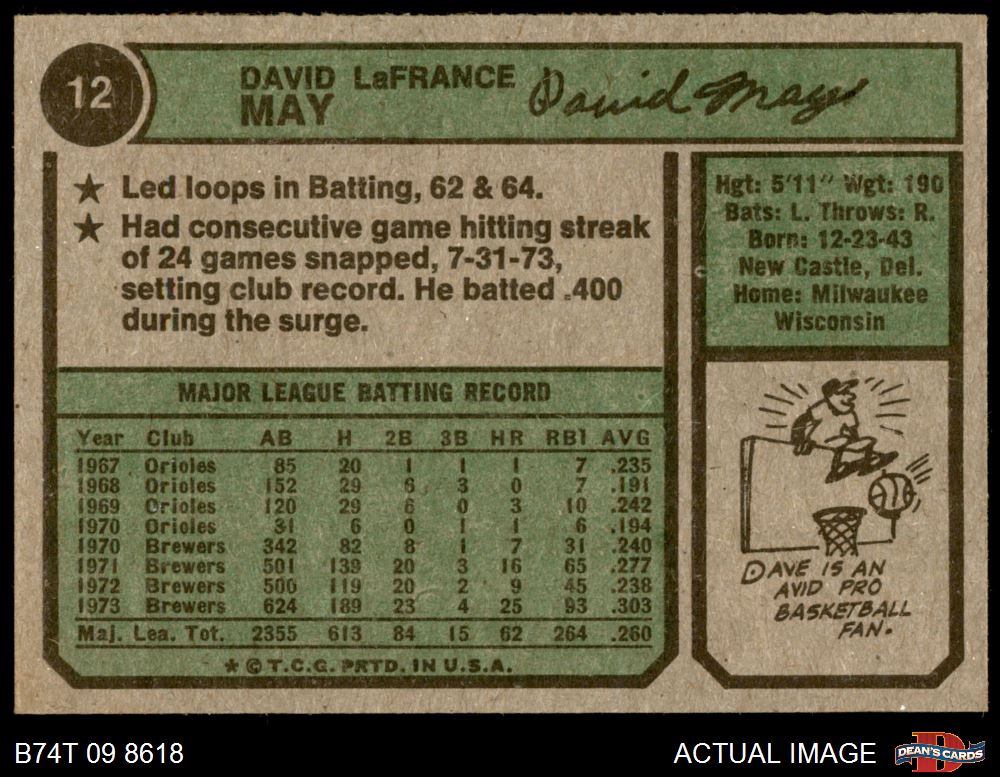 12
DAVID LaFRANCE
MAY
David May
★ Led loops in Batting, 62 & 64.
★ Had consecutive game hitting streak
of 24 games snapped, 7-31-73,
setting club record. He batted .400
during the surge.
Hgt: 5'11" Wgt: 190
Bats: L. Throws: R.
Born: 12-23-43
New Castle, Del.
Home: Milwaukee
Wisconsin
MAJOR LEAGUE BATTING RECORD
Year Club AB H 2B 3B HR RBI AVG
1967 Orioles 85 20 1 1 1 7 .235
1968 Orioles 152 29 6 3 0 7 .191
1969 Orioles 120 29 6 0 3 10 .242
1970 Orioles 31 6 0 1 1 6 .194
1970 Brewers 342 82 8 1 7 31 .240
1971 Brewers 501 139 20 3 16 65 .277
1972 Brewers 500 119 20 2 9 45 .238
1973 Brewers 624 189 23 4 25 93 .303
Maj. Lea. Tot. 2355 613 84 15 62 264 .260
★ © T.C.G. PRTD. IN U.S.A.
DAVE IS AN
AVID PRO
BASKETBALL
FAN.
B74T 09 8618
ACTUAL IMAGE
D
DEAN'S CARDS